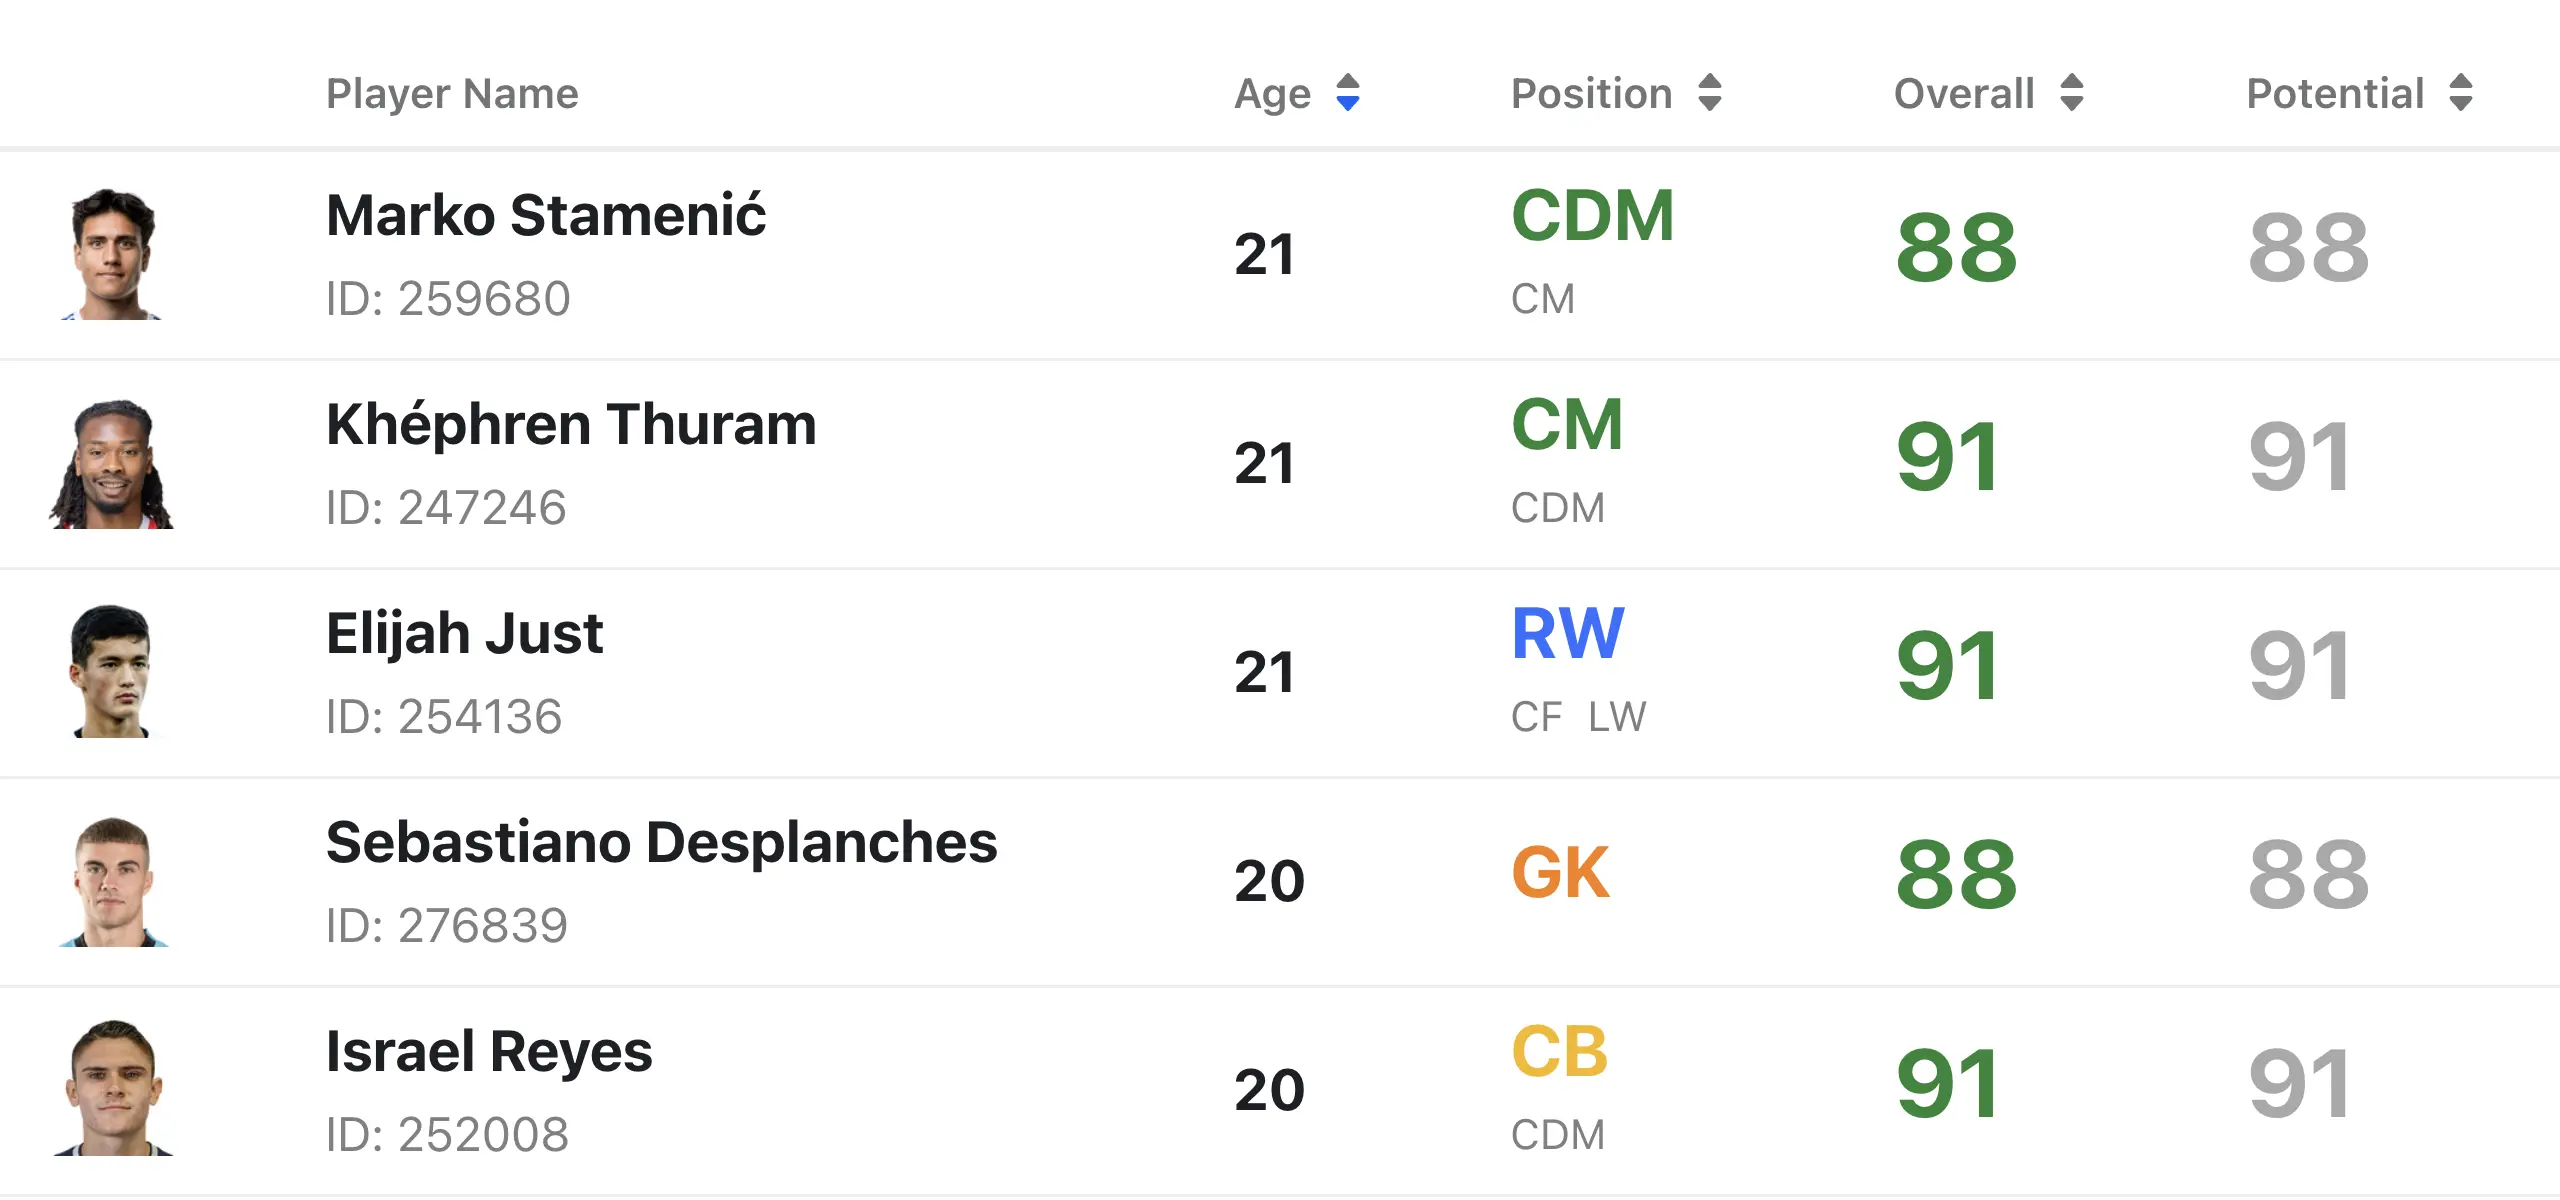 Player Name Age Position Overall Potential
Marko Stamenić 21 CDM 88 88
ID: 259680 CM
Khéphren Thuram 21 CM 91 91
ID: 247246 CDM
Elijah Just 21 RW 91 91
ID: 254136 CF LW
Sebastiano Desplanches 20 GK 88 88
ID: 276839
Israel Reyes 20 CB 91 91
ID: 252008 CDM